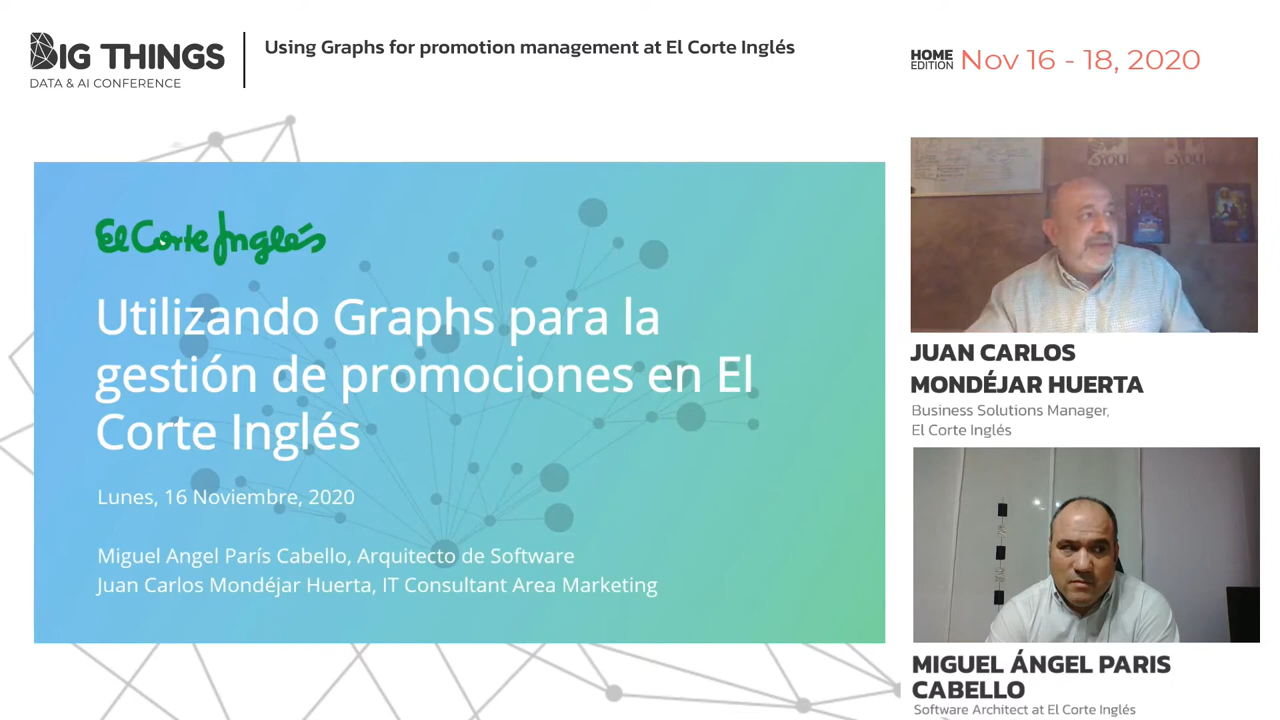 BIG THINGS
DATA & AI CONFERENCE
Using Graphs for promotion management at El Corte Inglés
HOME
EDITION
Nov 16 - 18, 2020
El Corte Inglés
Utilizando Graphs para la
gestión de promociones en El
Corte Inglés
Lunes, 16 Noviembre, 2020
Miguel Angel París Cabello, Arquitecto de Software
Juan Carlos Mondéjar Huerta, IT Consultant Area Marketing
YOU
JUAN CARLOS
MONDÉJAR HUERTA
Business Solutions Manager,
El Corte Inglés
MIGUEL ÁNGEL PARIS
CABELLO
Software Architect at El Corte Inglés